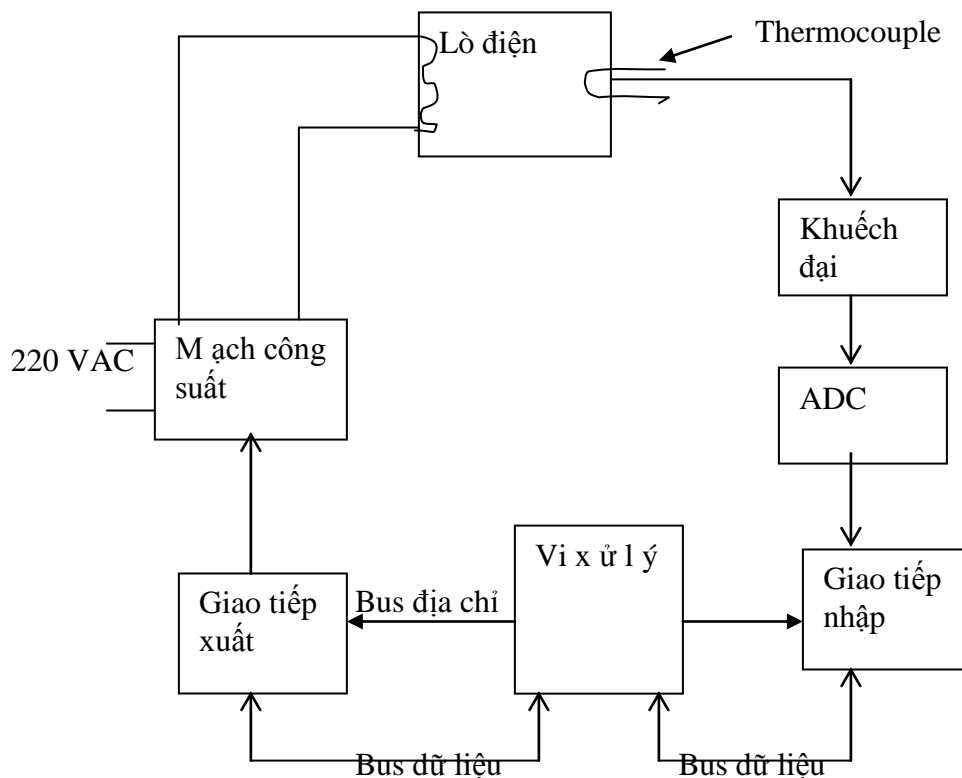 Lò điện
Thermocouple
Khuếch
đại
220 VAC
M ạch công
suất
ADC
Vi x ử l ý
Giao tiếp
xuất
Bus địa chỉ
Giao tiếp
nhập
Bus dữ liệu
Bus dữ liệu